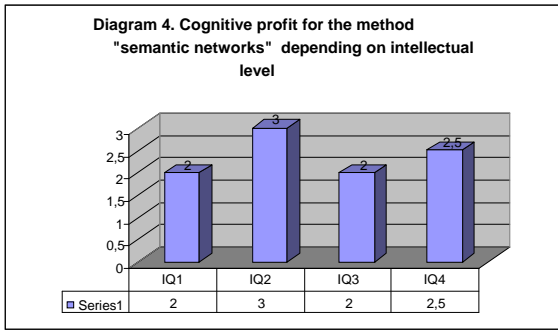 Diagram 4. Cognitive profit for the method
"semantic networks" depending on intellectual
level
3
2,5
2
1,5
1
0,5
0
2
3
2
2,5
IQ1 IQ2 IQ3 IQ4
Series1 2 3 2 2,5